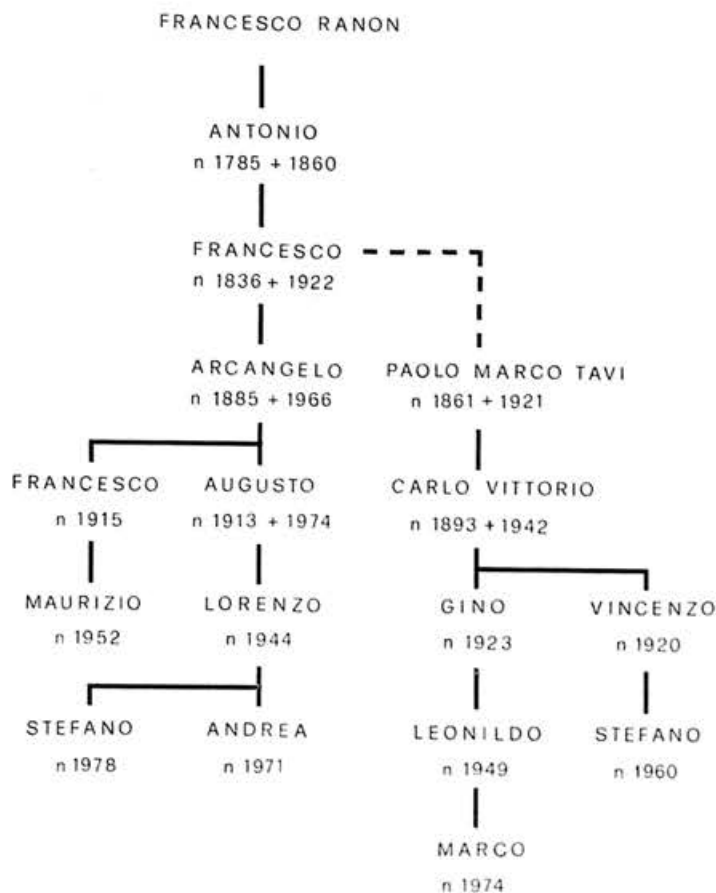 FRANCESCO RANON
ANTONIO
n 1785 + 1860
FRANCESCO
n 1836 + 1922
ARCANGELO PAOLO MARCO TAVI
n 1885 + 1966 n 1861 + 1921
FRANCESCO AUGUSTO CARLO VITTORIO
n 1915 n 1913 + 1974 n 1893 + 1942
MAURIZIO LORENZO GINO VINCENZO
n 1952 n 1944 n 1923 n 1920
STEFANO ANDREA LEONILDO STEFANO
n 1978 n 1971 n 1949 n 1960
MARCO
n 1974